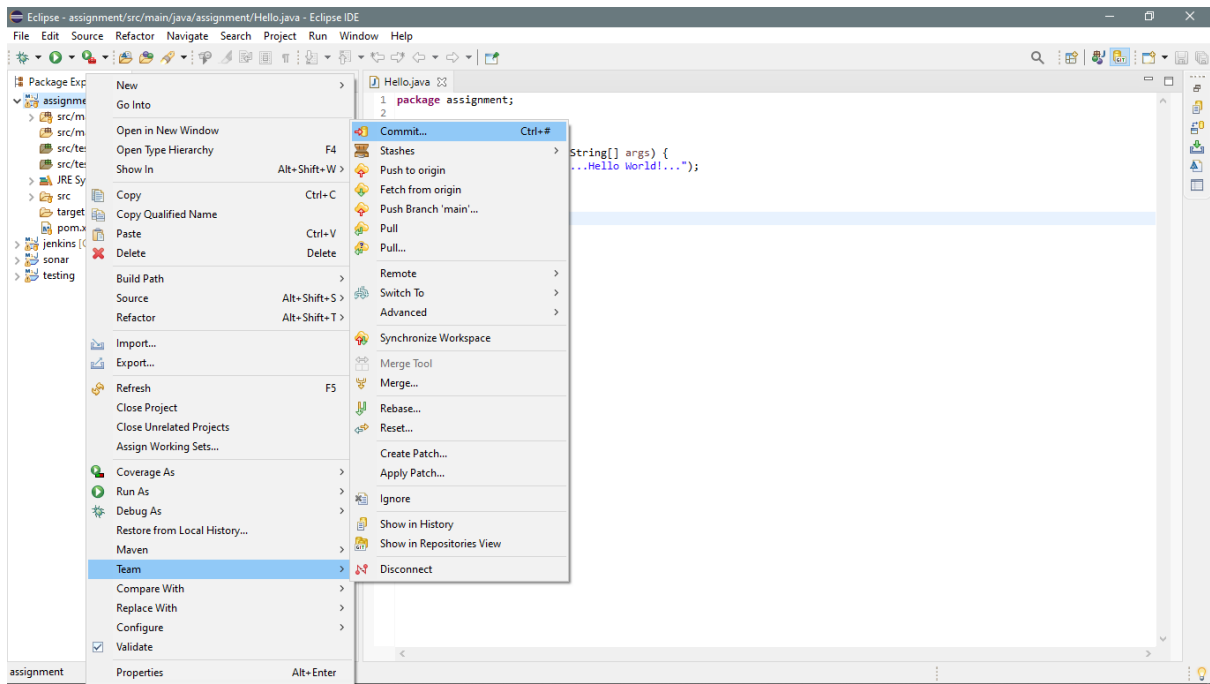 Eclipse - assignment/src/main/java/assignment/Hello.java - Eclipse IDE
File Edit Source Refactor Navigate Search Project Run Window Help
Package Exp
assignme
src/m
src/m
src/te
src/te
JRE Sy
src
target
pom.x
jenkins [
sonar
testing
New
Go Into
Open in New Window
Open Type Hierarchy F4
Show In Alt+Shift+W >
Copy Ctrl+C
Copy Qualified Name
Paste Ctrl+V
Delete Delete
Build Path
Source Alt+Shift+S >
Refactor Alt+Shift+T >
Import...
Export...
Refresh F5
Close Project
Close Unrelated Projects
Assign Working Sets...
Coverage As
Run As
Debug As
Restore from Local History...
Maven
Team
Compare With
Replace With
Configure
Validate
Properties Alt+Enter
Commit... Ctrl+#
Stashes
Push to origin
Fetch from origin
Push Branch 'main'...
Pull
Pull...
Remote
Switch To
Advanced
Synchronize Workspace
Merge Tool
Merge...
Rebase...
Reset...
Create Patch...
Apply Patch...
Ignore
Show in History
Show in Repositories View
Disconnect
Hello.java
1 package assignment;
2
String[] args) {
...Hello World!...");
assignment